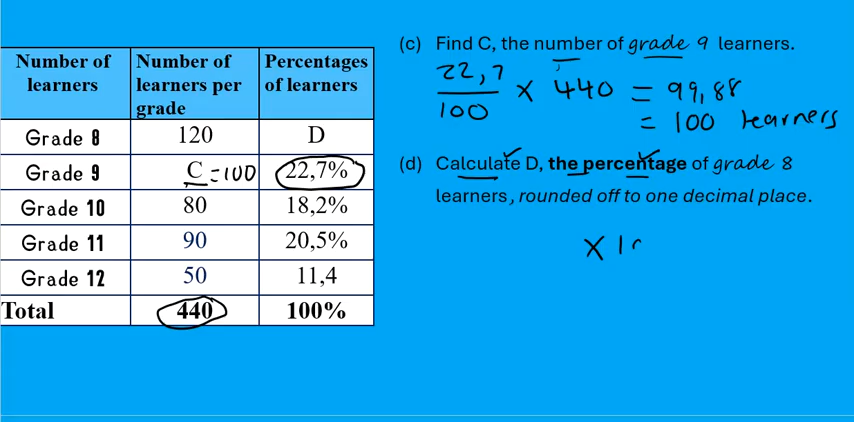 Number of learners
Number of learners per grade
Percentages of learners
Grade 8 120 D
Grade 9 C = 100 22,7%
Grade 10 80 18,2%
Grade 11 90 20,5%
Grade 12 50 11,4
Total 440 100%
(c) Find C, the number of grade 9 learners.
22,7
100
× 440 = 99,88
= 100 learners
(d) Calculate D, the percentage of grade 8
learners, rounded off to one decimal place.
× 1